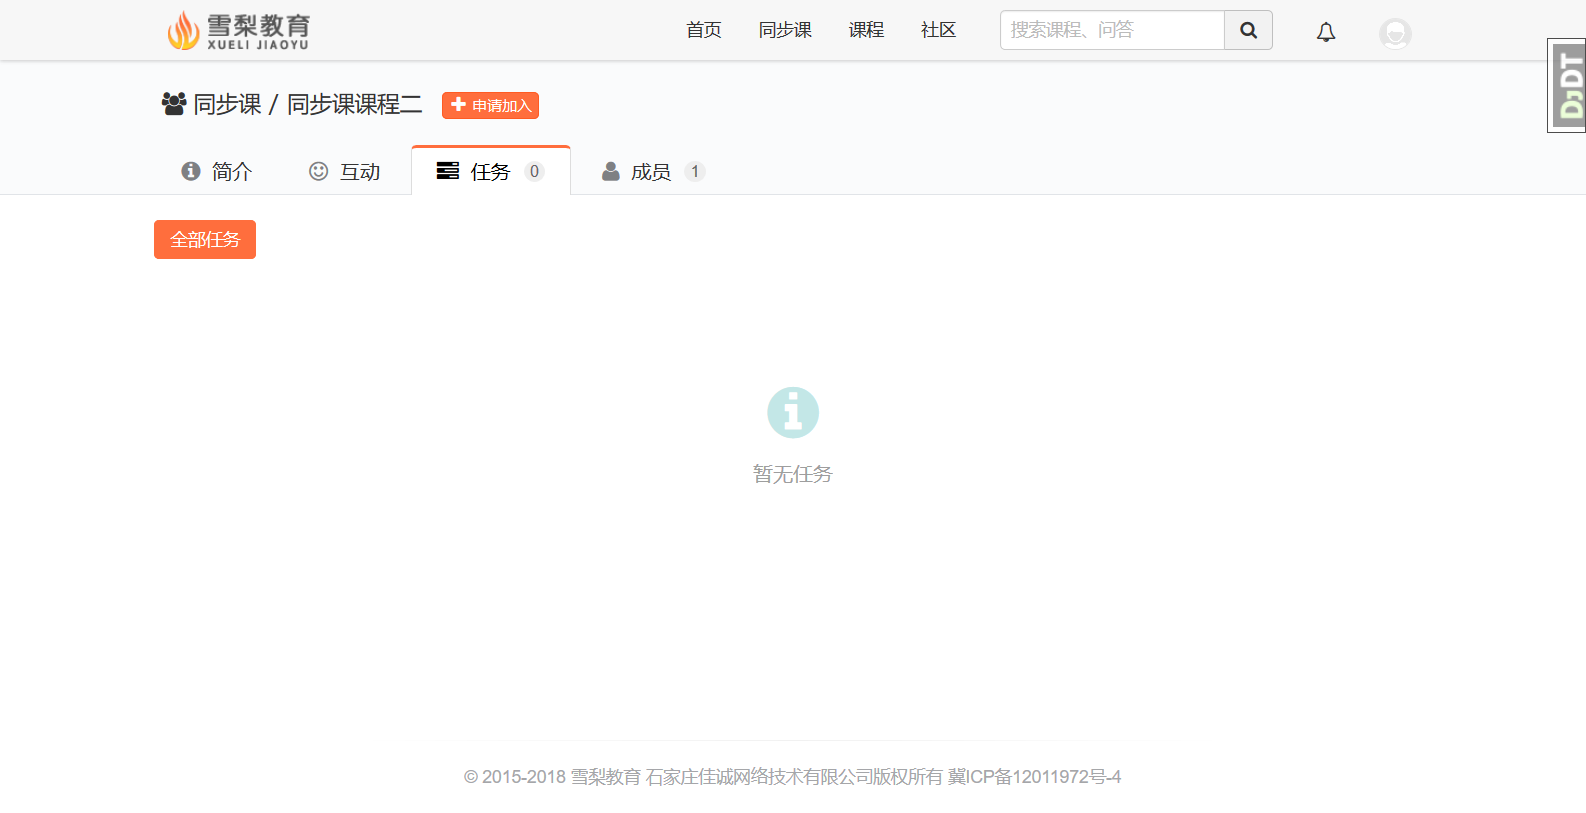 雪梨教育
XUELI JIAOYU
首页 同步课 课程 社区 搜索课程、问答
DJDT
同步课 / 同步课课程二 申请加入
简介 互动 任务 0 成员 1
全部任务
暂无任务
© 2015-2018 雪梨教育 石家庄佳诚网络技术有限公司版权所有 冀ICP备12011972号-4